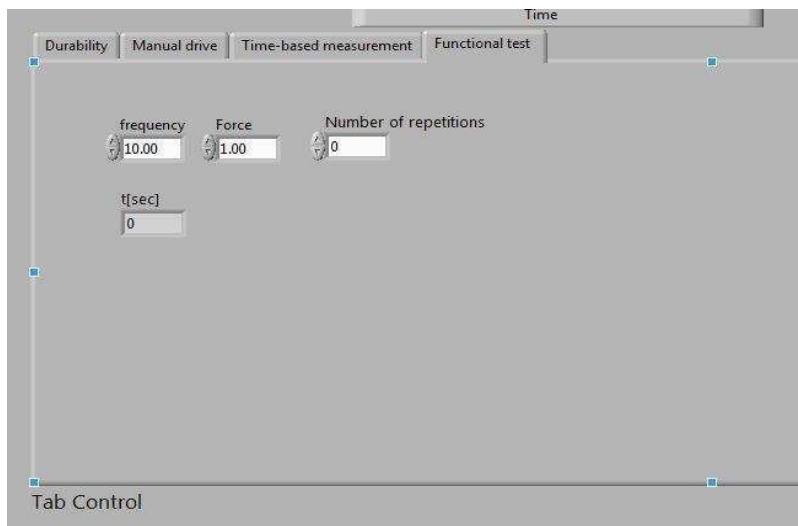 Time
Durability Manual drive Time-based measurement Functional test
frequency Force Number of repetitions
10.00 1.00 0
t[sec]
0
Tab Control